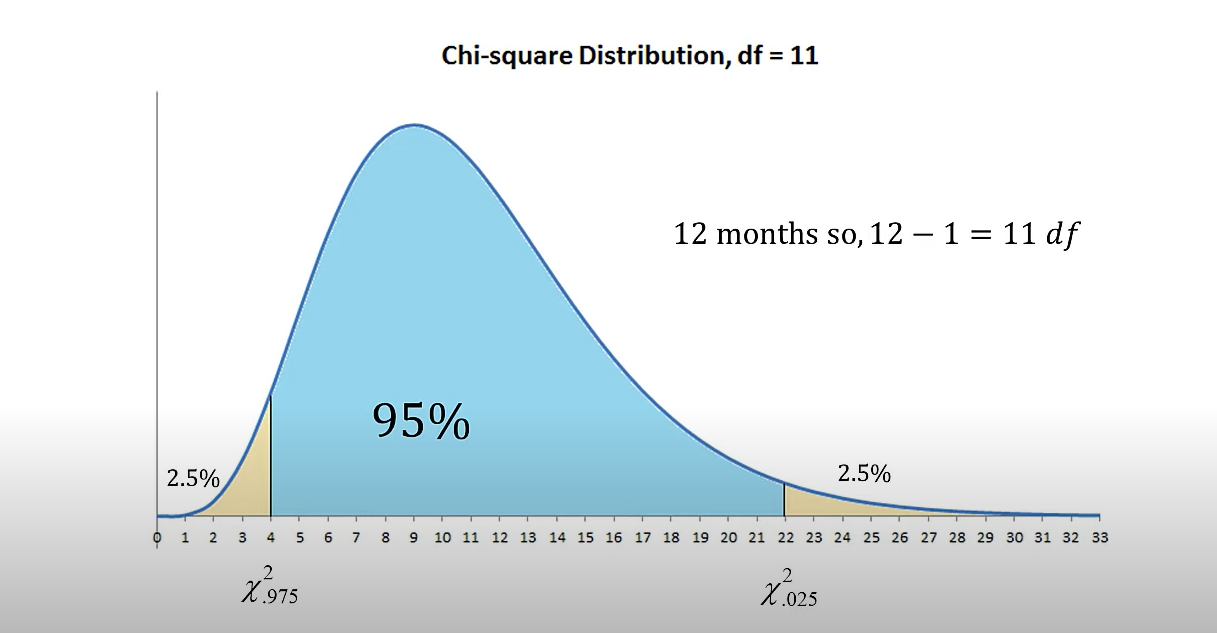 Chi-square Distribution, df = 11
12 months so, 12 − 1 = 11 df
95%
2.5%
2.5%
0 1 2 3 4 5 6 7 8 9 10 11 12 13 14 15 16 17 18 19 20 21 22 23 24 25 26 27 28 29 30 31 32 33
χ².975
χ².025